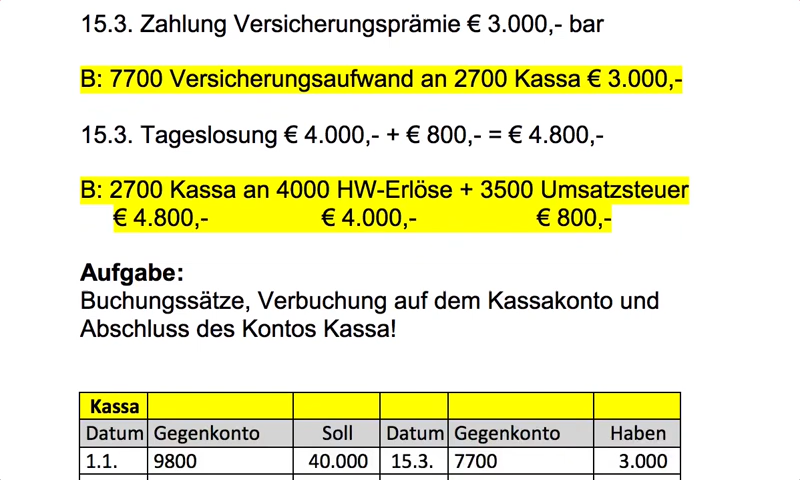 15.3. Zahlung Versicherungsprämie € 3.000,- bar
B: 7700 Versicherungsaufwand an 2700 Kassa € 3.000,-
15.3. Tageslosung € 4.000,- + € 800,- = € 4.800,-
B: 2700 Kassa an 4000 HW-Erlöse + 3500 Umsatzsteuer
€ 4.800,- € 4.000,- € 800,-
Aufgabe:
Buchungssätze, Verbuchung auf dem Kassakonto und
Abschluss des Kontos Kassa!
Kassa
Datum Gegenkonto Soll Datum Gegenkonto Haben
1.1. 9800 40.000 15.3. 7700 3.000